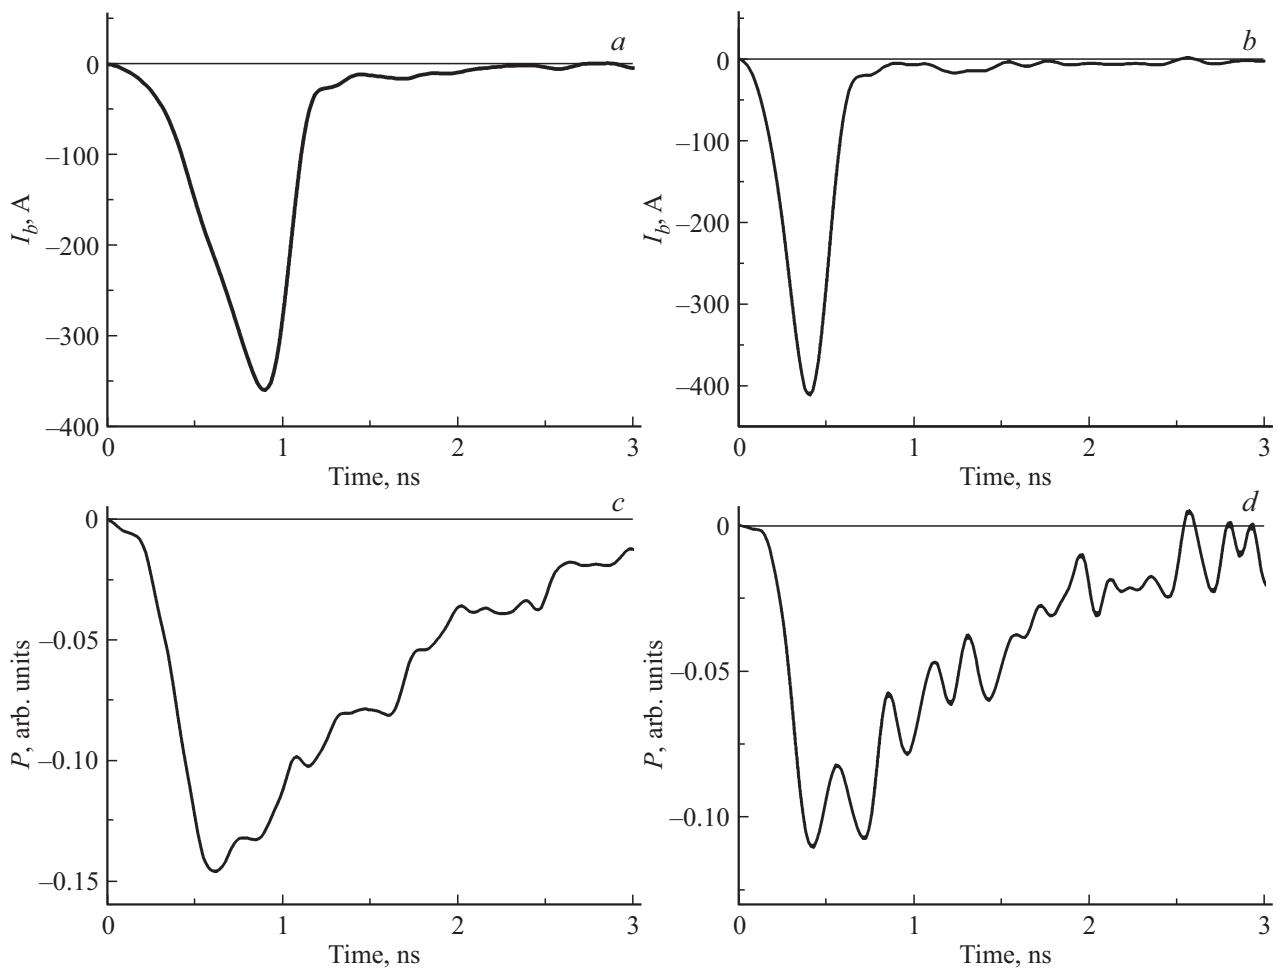 a
0
–100
–200
–300
–400
I_b, A
0 1 2 3
Time, ns
b
0
–100
–200
–300
–400
I_b, A
0 1 2 3
Time, ns
c
0
–0.05
–0.10
–0.15
P, arb. units
0 1 2 3
Time, ns
d
0
–0.05
–0.10
P, arb. units
0 1 2 3
Time, ns